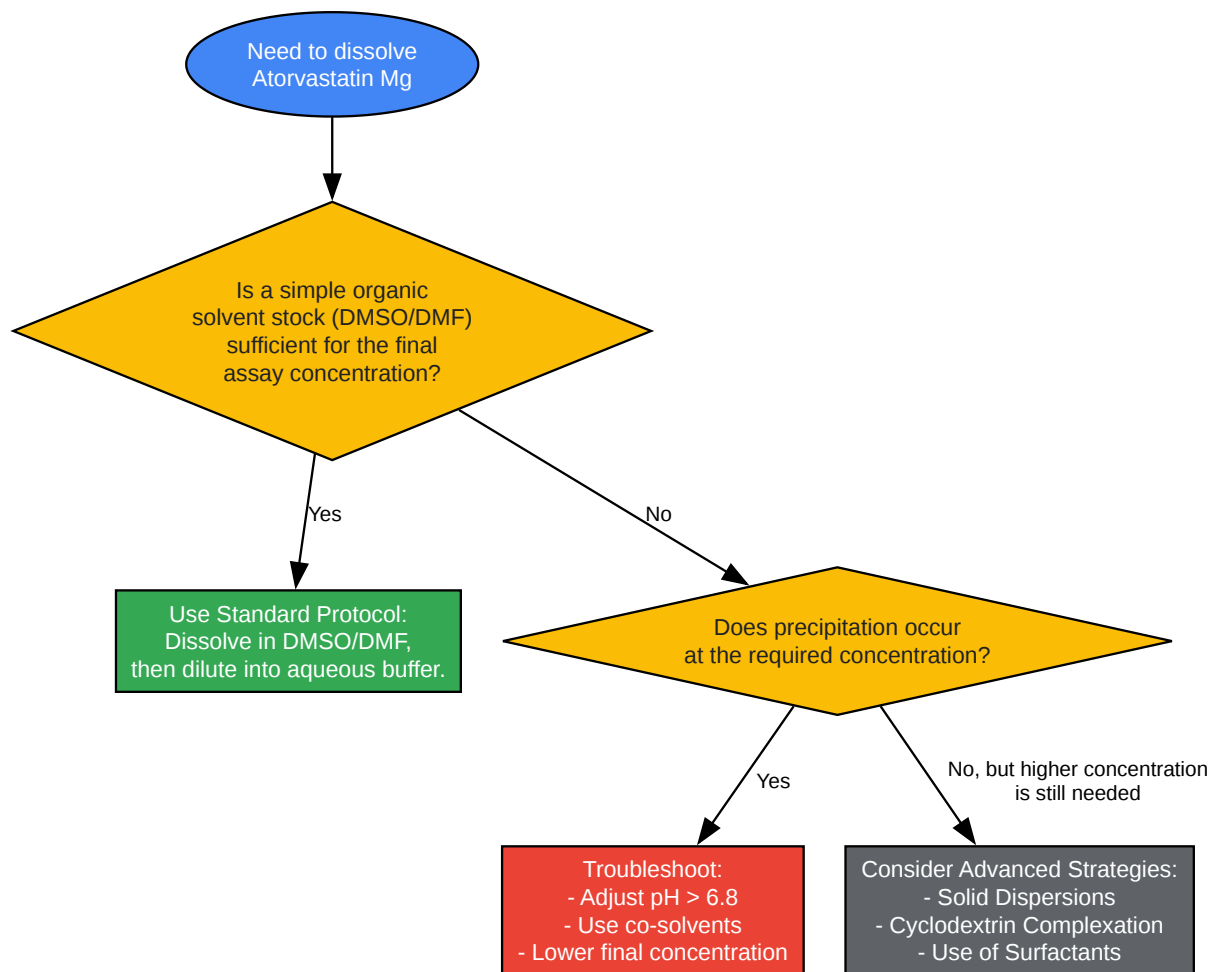 Need to dissolve
Atorvastatin Mg
Is a simple organic
solvent stock (DMSO/DMF)
sufficient for the final
assay concentration?
Yes
No
Use Standard Protocol:
Dissolve in DMSO/DMF,
then dilute into aqueous buffer.
Does precipitation occur
at the required concentration?
Yes
No, but higher concentration
is still needed
Troubleshoot:
- Adjust pH > 6.8
- Use co-solvents
- Lower final concentration
Consider Advanced Strategies:
- Solid Dispersions
- Cyclodextrin Complexation
- Use of Surfactants